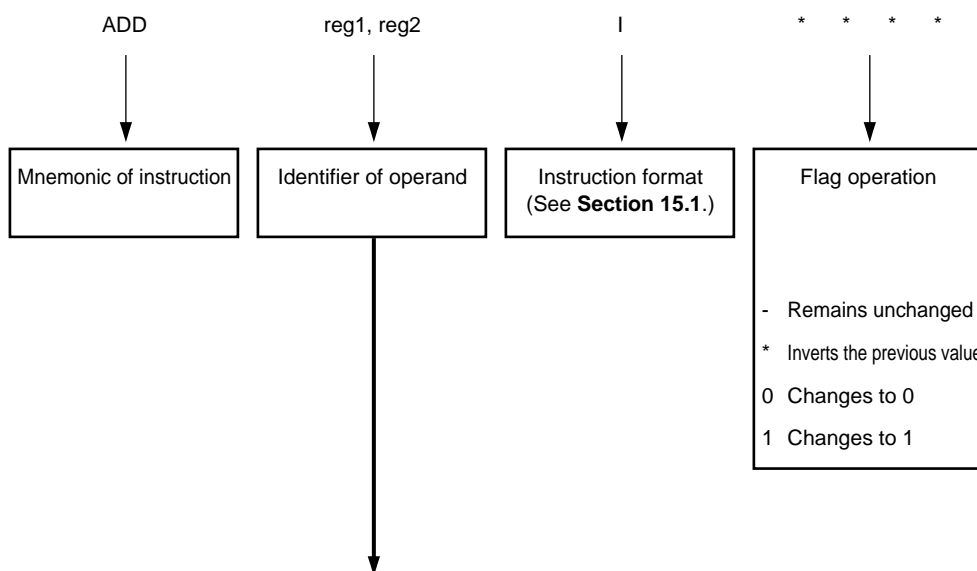 ADD reg1, reg2 I * * * *
Mnemonic of instruction
Identifier of operand
Instruction format
(See Section 15.1.)
Flag operation
- Remains unchanged
* Inverts the previous value
0 Changes to 0
1 Changes to 1